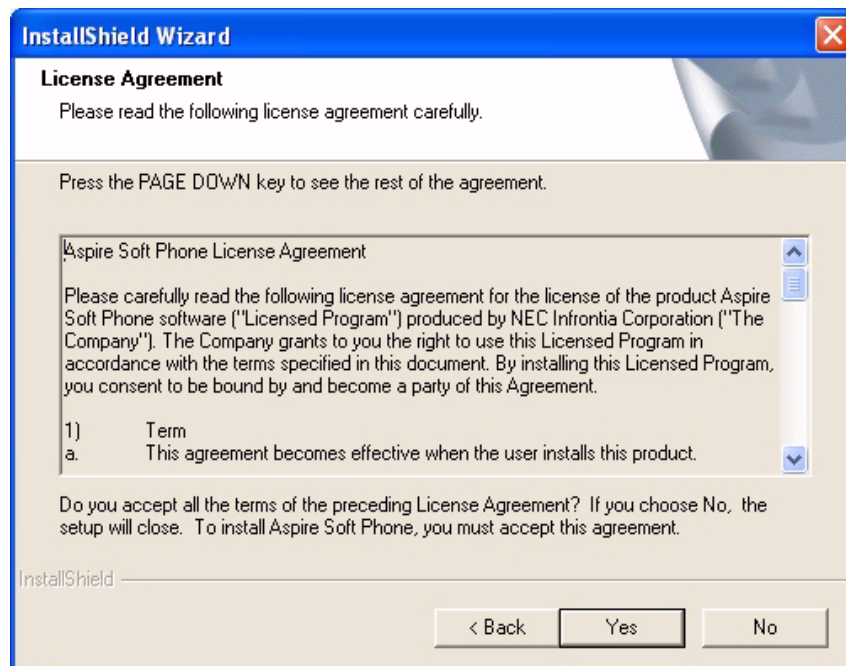 InstallShield Wizard
License Agreement
Please read the following license agreement carefully.
Press the PAGE DOWN key to see the rest of the agreement.
Aspire Soft Phone License Agreement
Please carefully read the following license agreement for the license of the product Aspire
Soft Phone software ("Licensed Program") produced by NEC Infrontia Corporation ("The
Company"). The Company grants to you the right to use this Licensed Program in
accordance with the terms specified in this document. By installing this Licensed Program,
you consent to be bound by and become a party of this Agreement.
1) Term
a. This agreement becomes effective when the user installs this product.
Do you accept all the terms of the preceding License Agreement? If you choose No, the
setup will close. To install Aspire Soft Phone, you must accept this agreement.
InstallShield
< Back Yes No